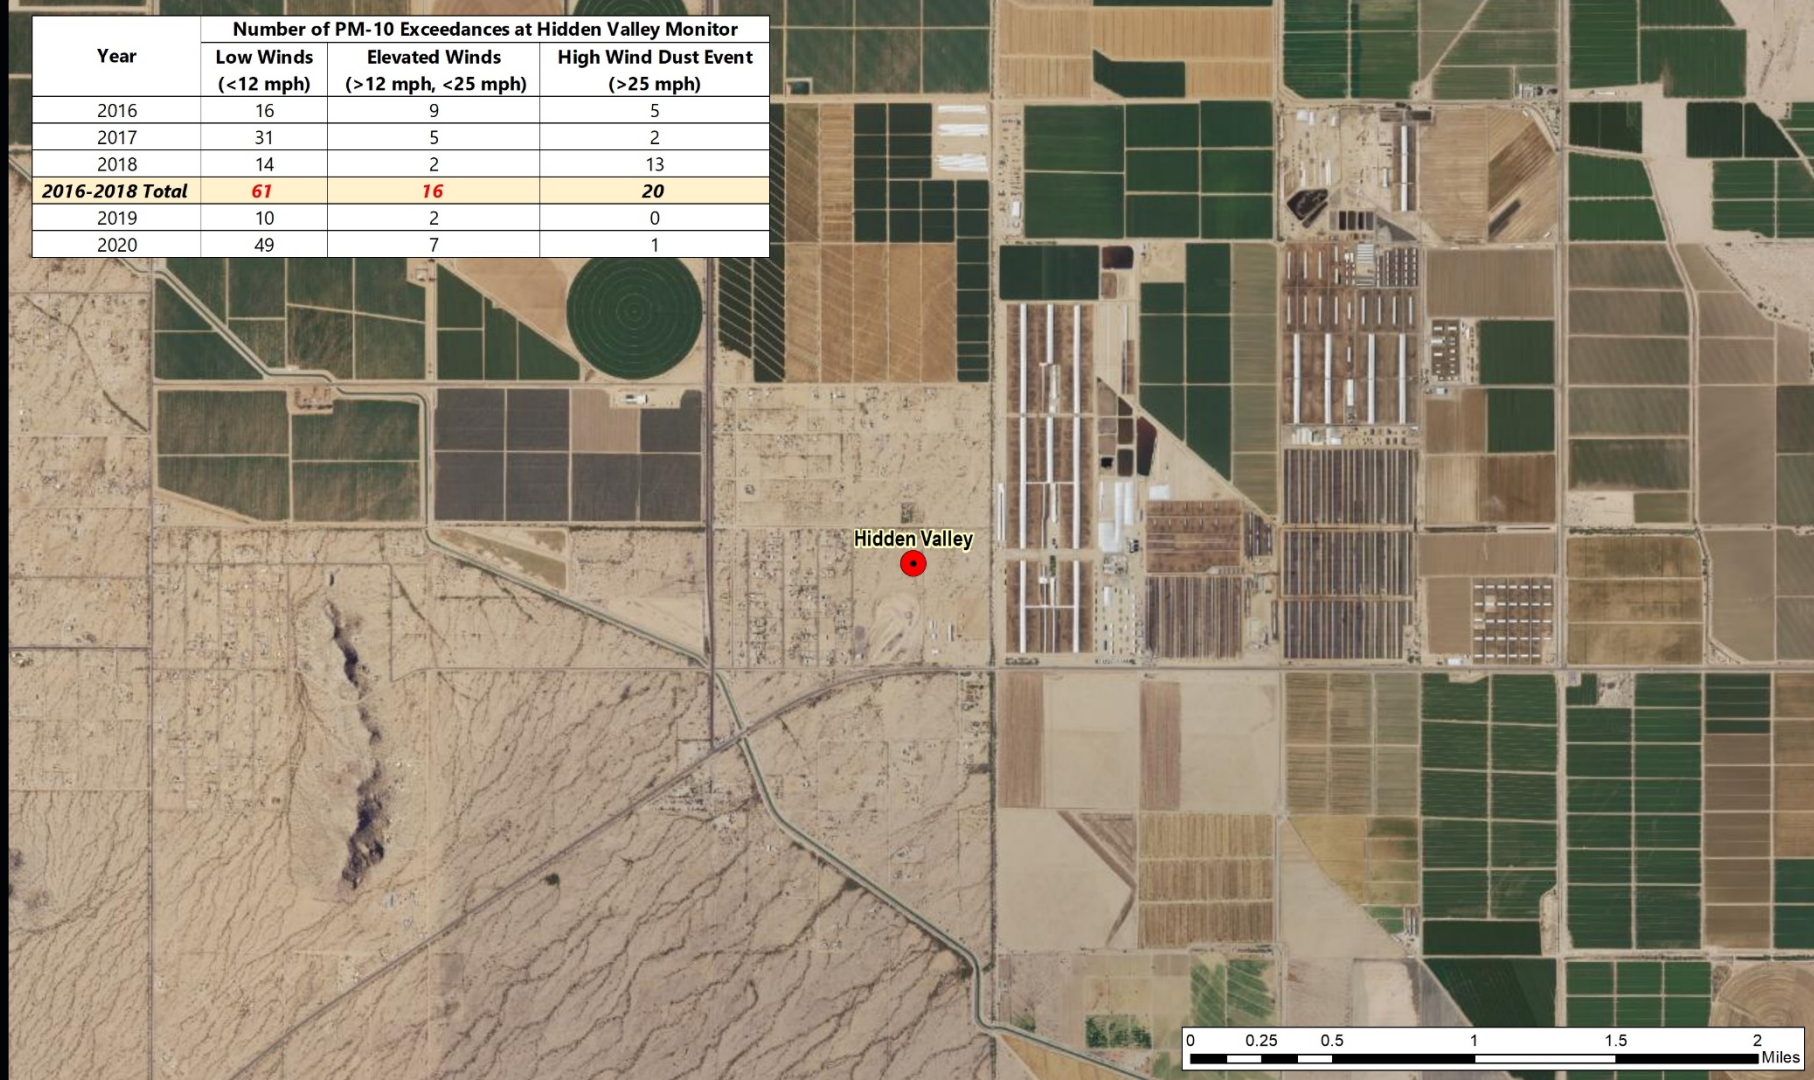 Number of PM-10 Exceedances at Hidden Valley Monitor
Year
Low Winds
(<12 mph)
Elevated Winds
(>12 mph, <25 mph)
High Wind Dust Event
(>25 mph)
2016 16 9 5
2017 31 5 2
2018 14 2 13
2016-2018 Total 61 16 20
2019 10 2 0
2020 49 7 1
Hidden Valley
0 0.25 0.5 1 1.5 2
Miles